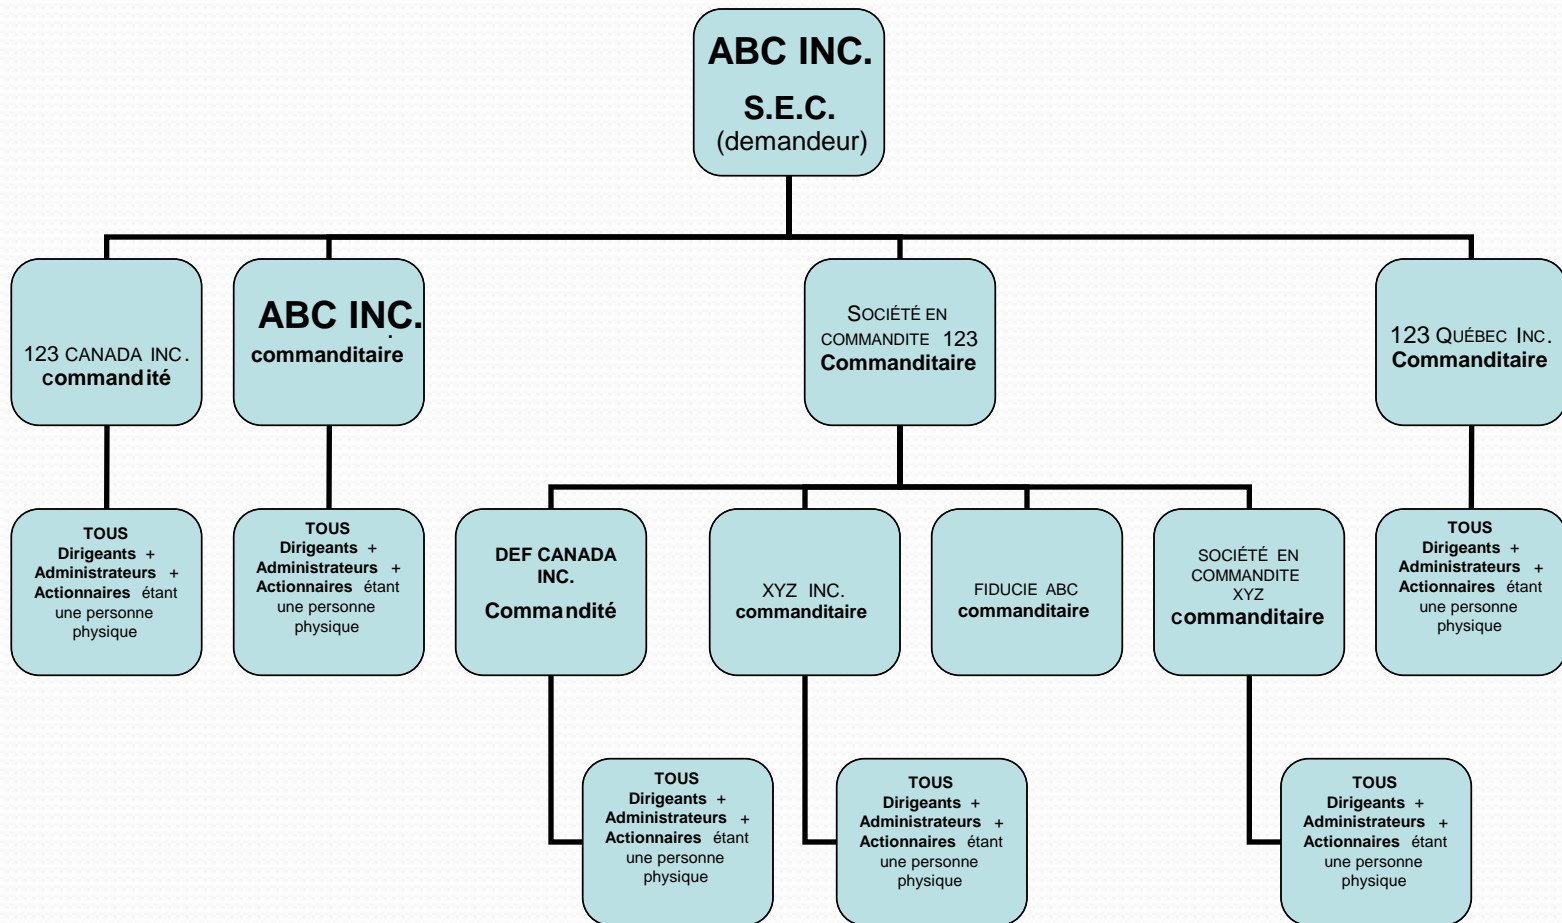 ABC INC.
S.E.C.
(demandeur)
123 CANADA INC.
commandité
ABC INC.
.
commanditaire
SOCIÉTÉ EN
COMMANDITE 123
Commanditaire
123 QUÉBEC INC.
Commanditaire
TOUS
Dirigeants +
Administrateurs +
Actionnaires étant
une personne
physique
TOUS
Dirigeants +
Administrateurs +
Actionnaires étant
une personne
physique
DEF CANADA
INC.
Commandité
XYZ INC.
commanditaire
FIDUCIE ABC
commanditaire
SOCIÉTÉ EN
COMMANDITE
XYZ
commanditaire
TOUS
Dirigeants +
Administrateurs +
Actionnaires étant
une personne
physique
TOUS
Dirigeants +
Administrateurs +
Actionnaires étant
une personne
physique
TOUS
Dirigeants +
Administrateurs +
Actionnaires étant
une personne
physique
TOUS
Dirigeants +
Administrateurs +
Actionnaires étant
une personne
physique